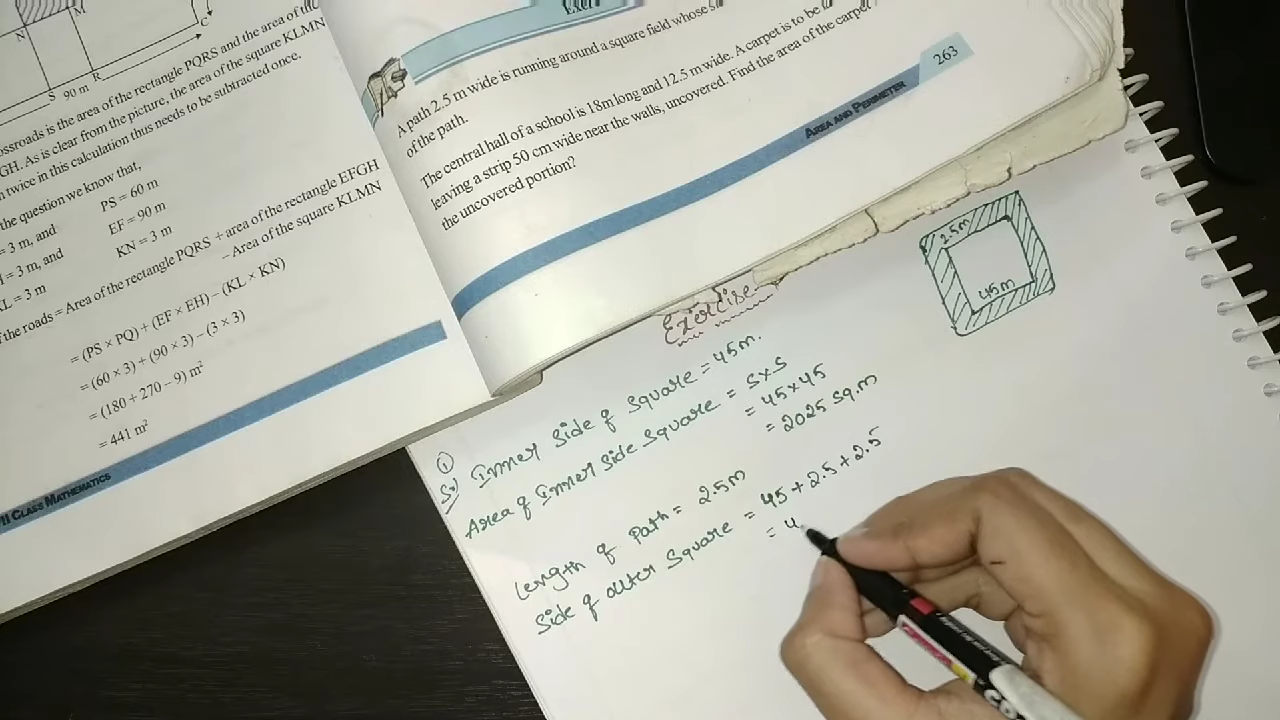 N
M
C
S 90 m R
ossroads is the area of the rectangle PQRS and the area of the
GH. As is clear from the picture, the area of the square KLMN
twice in this calculation thus needs to be subtracted once.
the question we know that,
= 3 m, and PS = 60 m
= 3 m, and EF = 90 m
KL = 3 m KN = 3 m
the roads = Area of the rectangle PQRS + area of the rectangle EFGH
– Area of the square KLMN
= (PS × PQ) + (EF × EH) – (KL × KN)
= (60 × 3) + (90 × 3) – (3 × 3)
= (180 + 270 – 9) m²
= 441 m²
VII CLASS MATHEMATICS
A path 2.5 m wide is running around a square field whose
of the path.
The central hall of a school is 18m long and 12.5 m wide. A carpet is to be
leaving a strip 50 cm wide near the walls, uncovered. Find the area of the carpet
the uncovered portion?
AREA AND PERIMETER 263
2.5m
45m
Exercise
① Inner side of square = 45m.
Sol Area of Inner side square = S×S
= 45×45
= 2025 sq.m
Length of Path = 2.5m
Side of outer square = 45+2.5+2.5
= 4